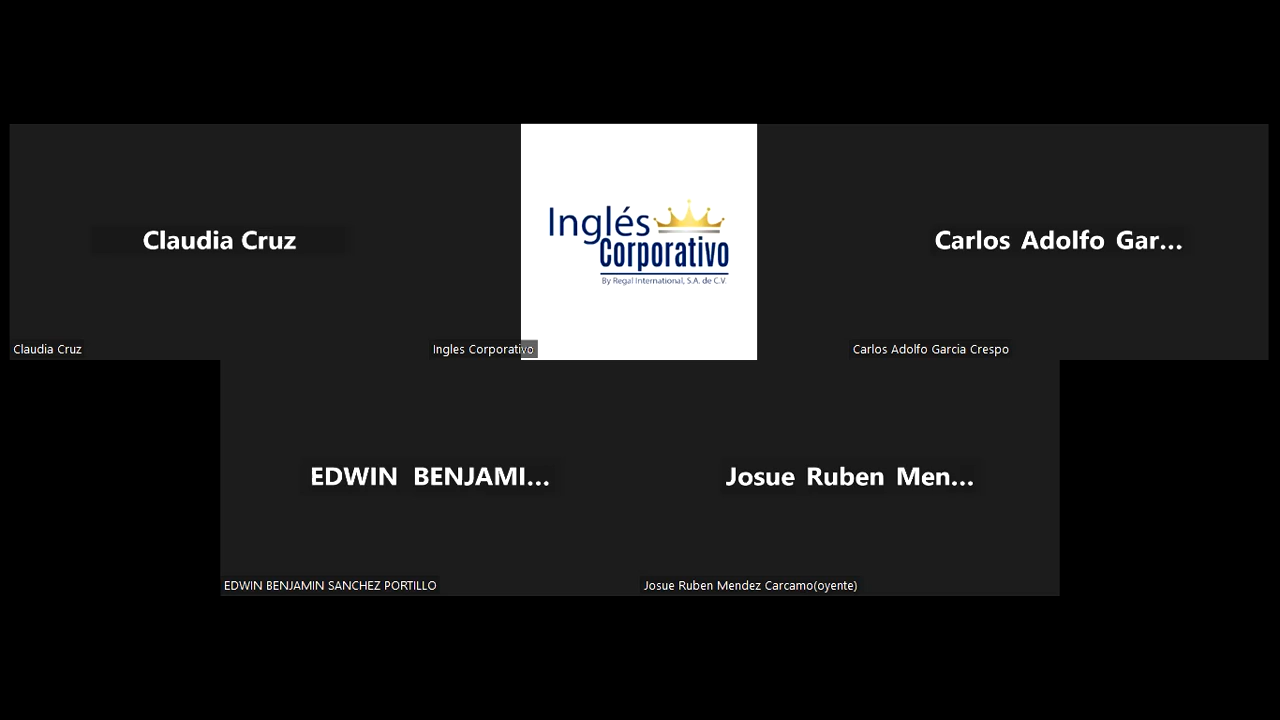 Claudia Cruz
Inglés
Corporativo
By Regal International, S.A. de C.V.
Carlos Adolfo Gar...
Claudia Cruz
Ingles Corporativo
Carlos Adolfo Garcia Crespo
EDWIN BENJAMI...
Josue Ruben Men...
EDWIN BENJAMIN SANCHEZ PORTILLO
Josue Ruben Mendez Carcamo(oyente)